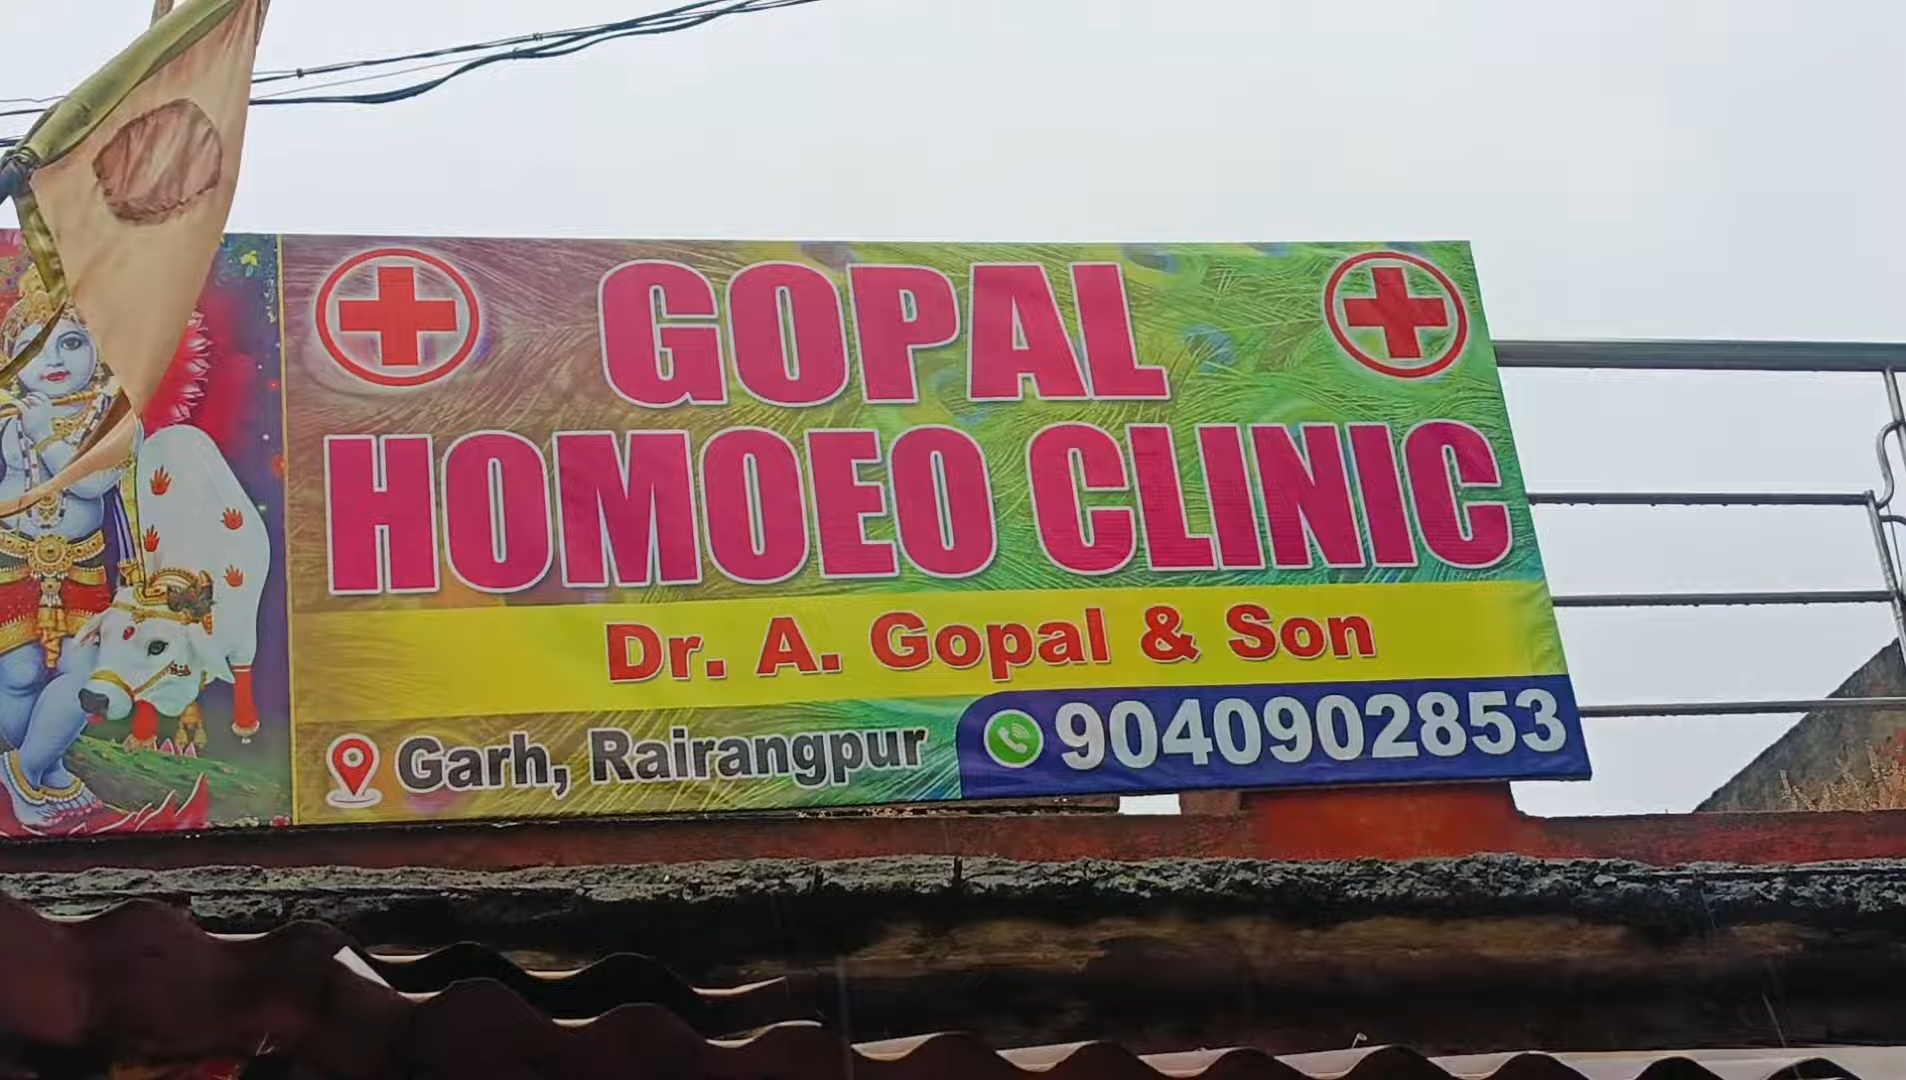 GOPAL
HOMOEO CLINIC
Dr. A. Gopal & Son
Garh, Rairangpur
9040902853